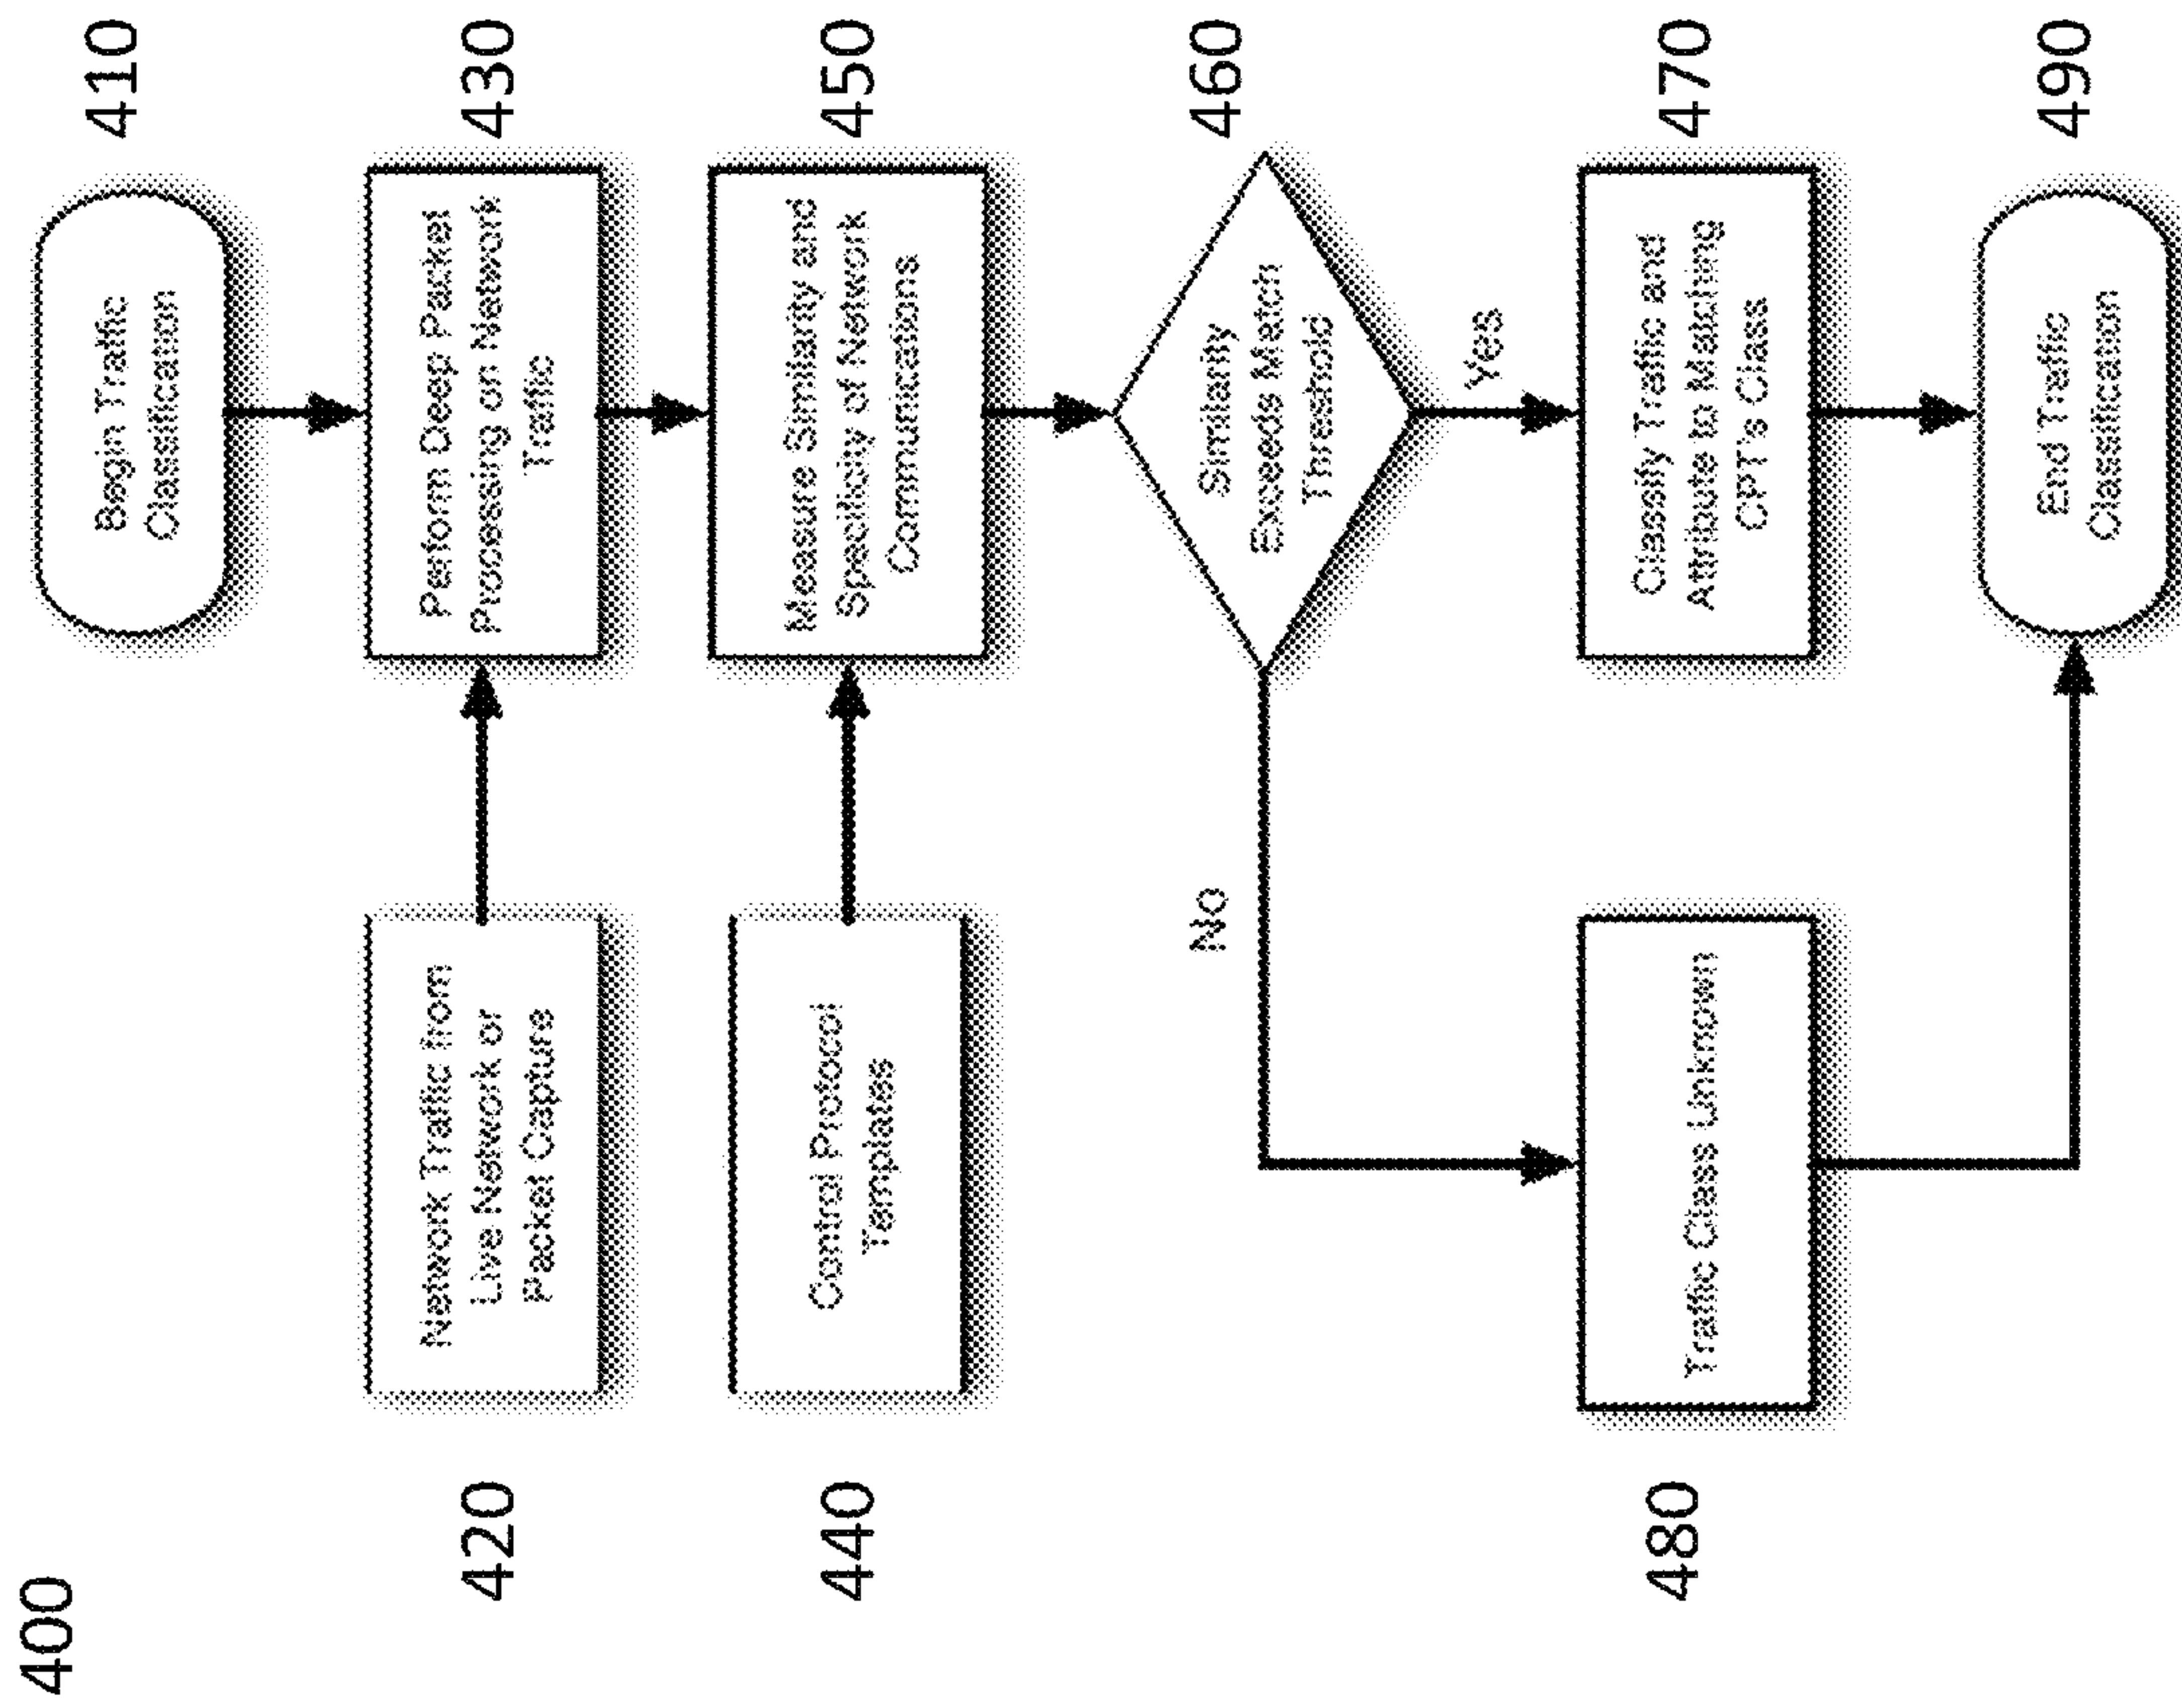 400
Begin Traffic
Classification
410
420
Network Traffic from
Live Network or
Packet Capture
Perform Deep Packet
Processing on Network
Traffic
430
440
Control Protocol
Templates
Measure Similarity and
Specificity of Network
Communications
450
Similarity
Exceeds Match
Threshold
460
No
Yes
480
Traffic Class Unknown
Classify Traffic and
Attribute to Matching
CPT's Class
470
End Traffic
Classification
490